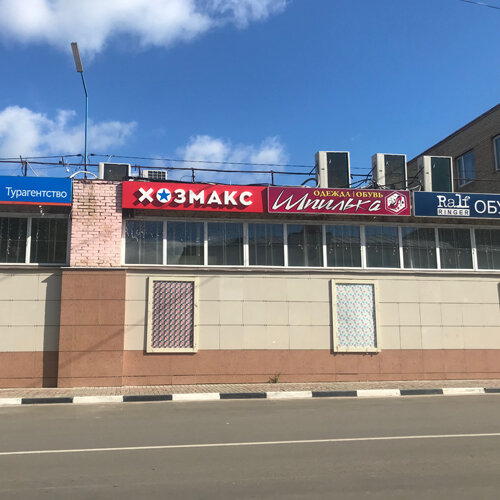 Турагентство
ХОЗМАКС
ОДЕЖДА | ОБУВЬ
Шпилька
Ralf
RINGER
ОБУ